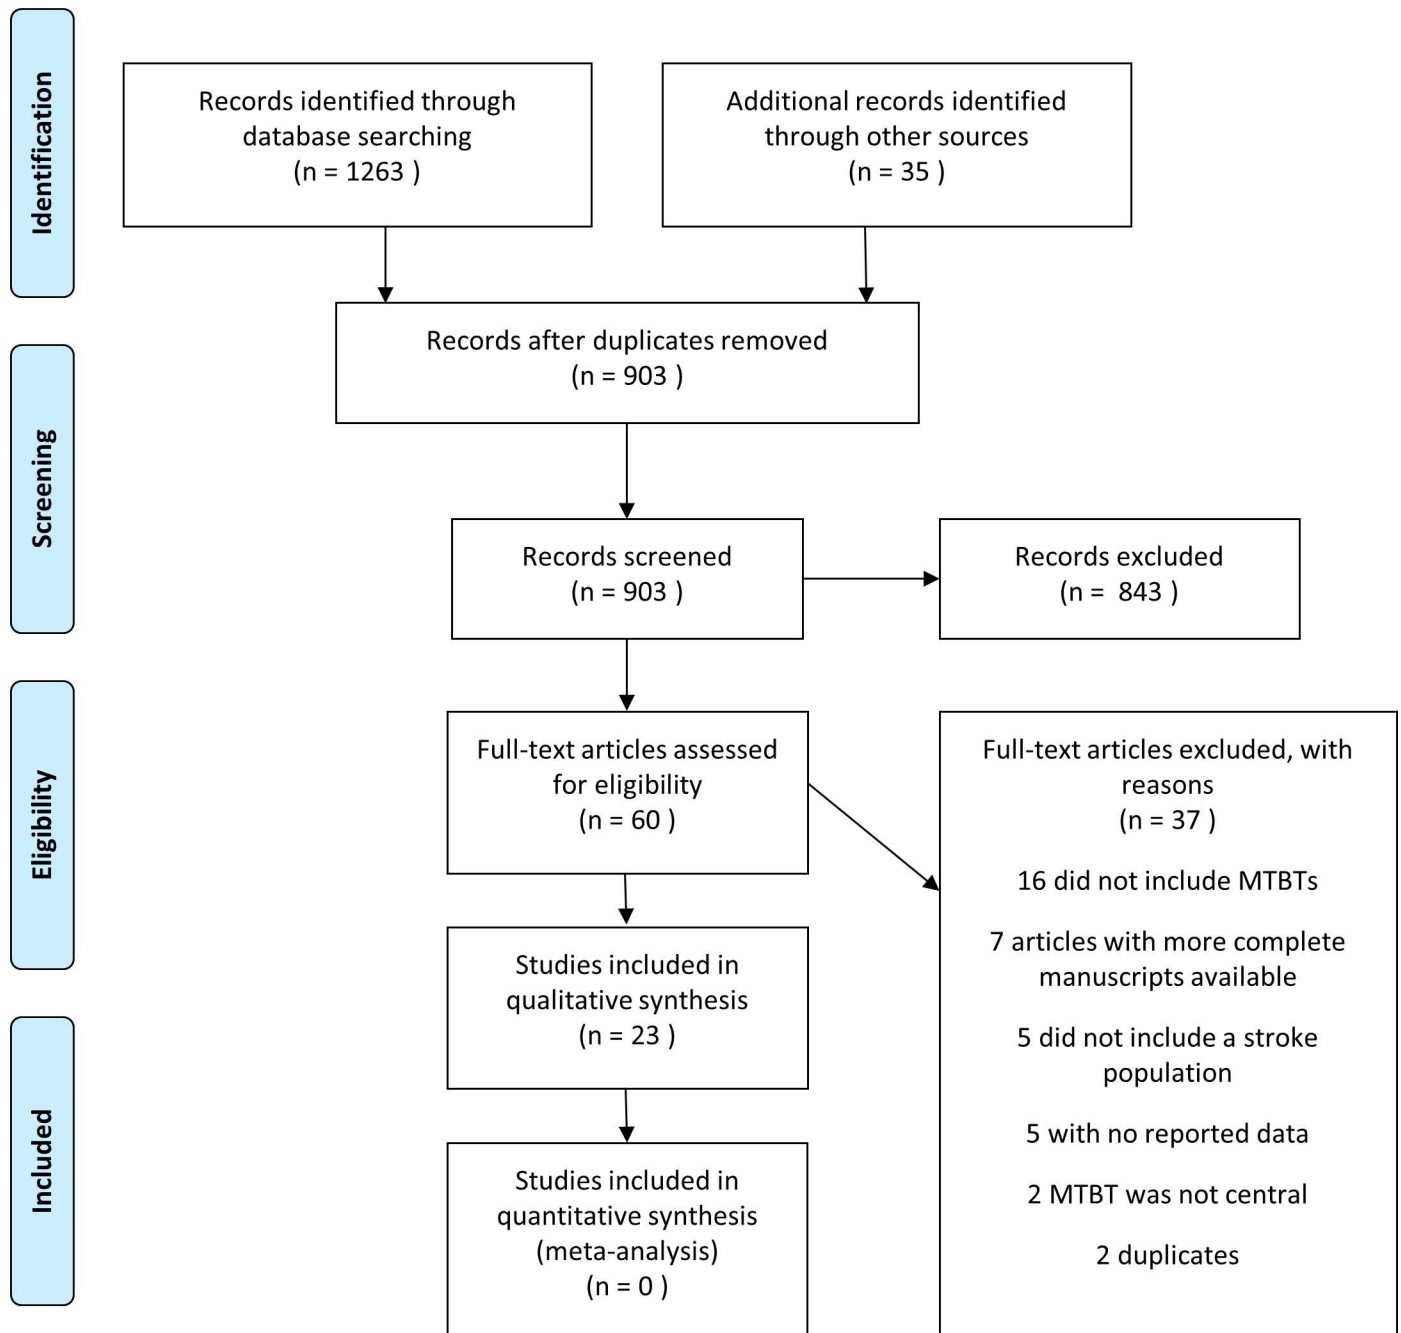 Identification
Records identified through
database searching
(n = 1263 )
Additional records identified
through other sources
(n = 35 )
Records after duplicates removed
(n = 903 )
Screening
Records screened
(n = 903 )
Records excluded
(n =  843 )
Eligibility
Full-text articles assessed
for eligibility
(n = 60 )
Full-text articles excluded, with
reasons
(n = 37 )
16 did not include MTBTs
7 articles with more complete
manuscripts available
5 did not include a stroke
population
5 with no reported data
2 MTBT was not central
2 duplicates
Studies included in
qualitative synthesis
(n = 23 )
Included
Studies included in
quantitative synthesis
(meta-analysis)
(n = 0 )